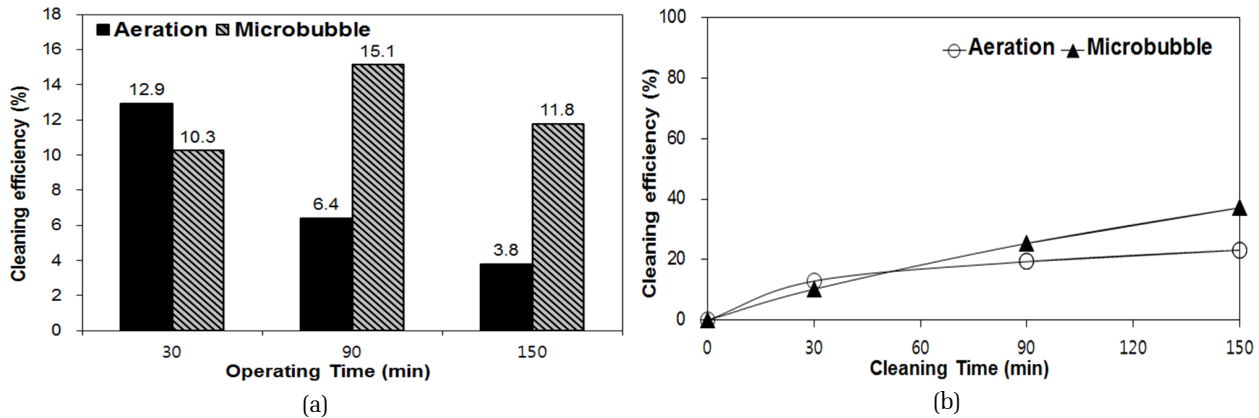 18
16
14
12
10
8
6
4
2
0
Cleaning efficiency (%)
Aeration Microbubble
12.9
10.3
6.4
15.1
3.8
11.8
30 90 150
Operating Time (min)
(a)
100
80
60
40
20
0
Cleaning efficiency (%)
Aeration Microbubble
0 30 60 90 120 150
Cleaning Time (min)
(b)